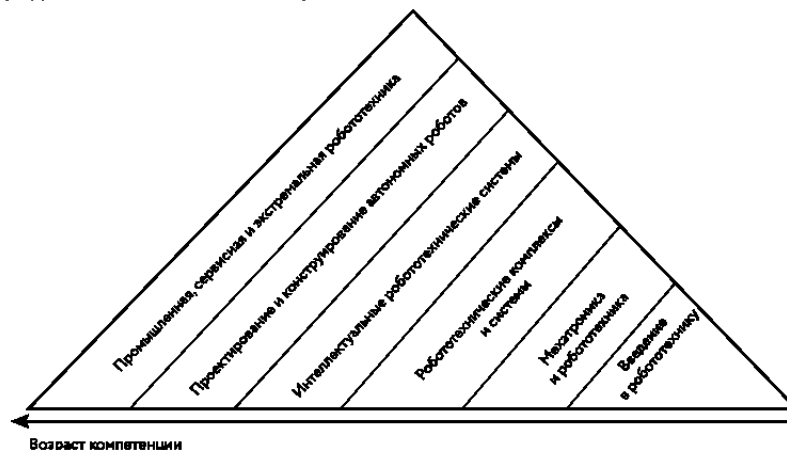 Промышленная, сервисная и экстремальная робототехника
Проектирование и конструирование автономных роботов
Интеллектуальные робототехнические системы
Робототехнические комплексы
и системы
Мехатроника
и робототехника
Введение
в робототехнику
Возраст компетенции